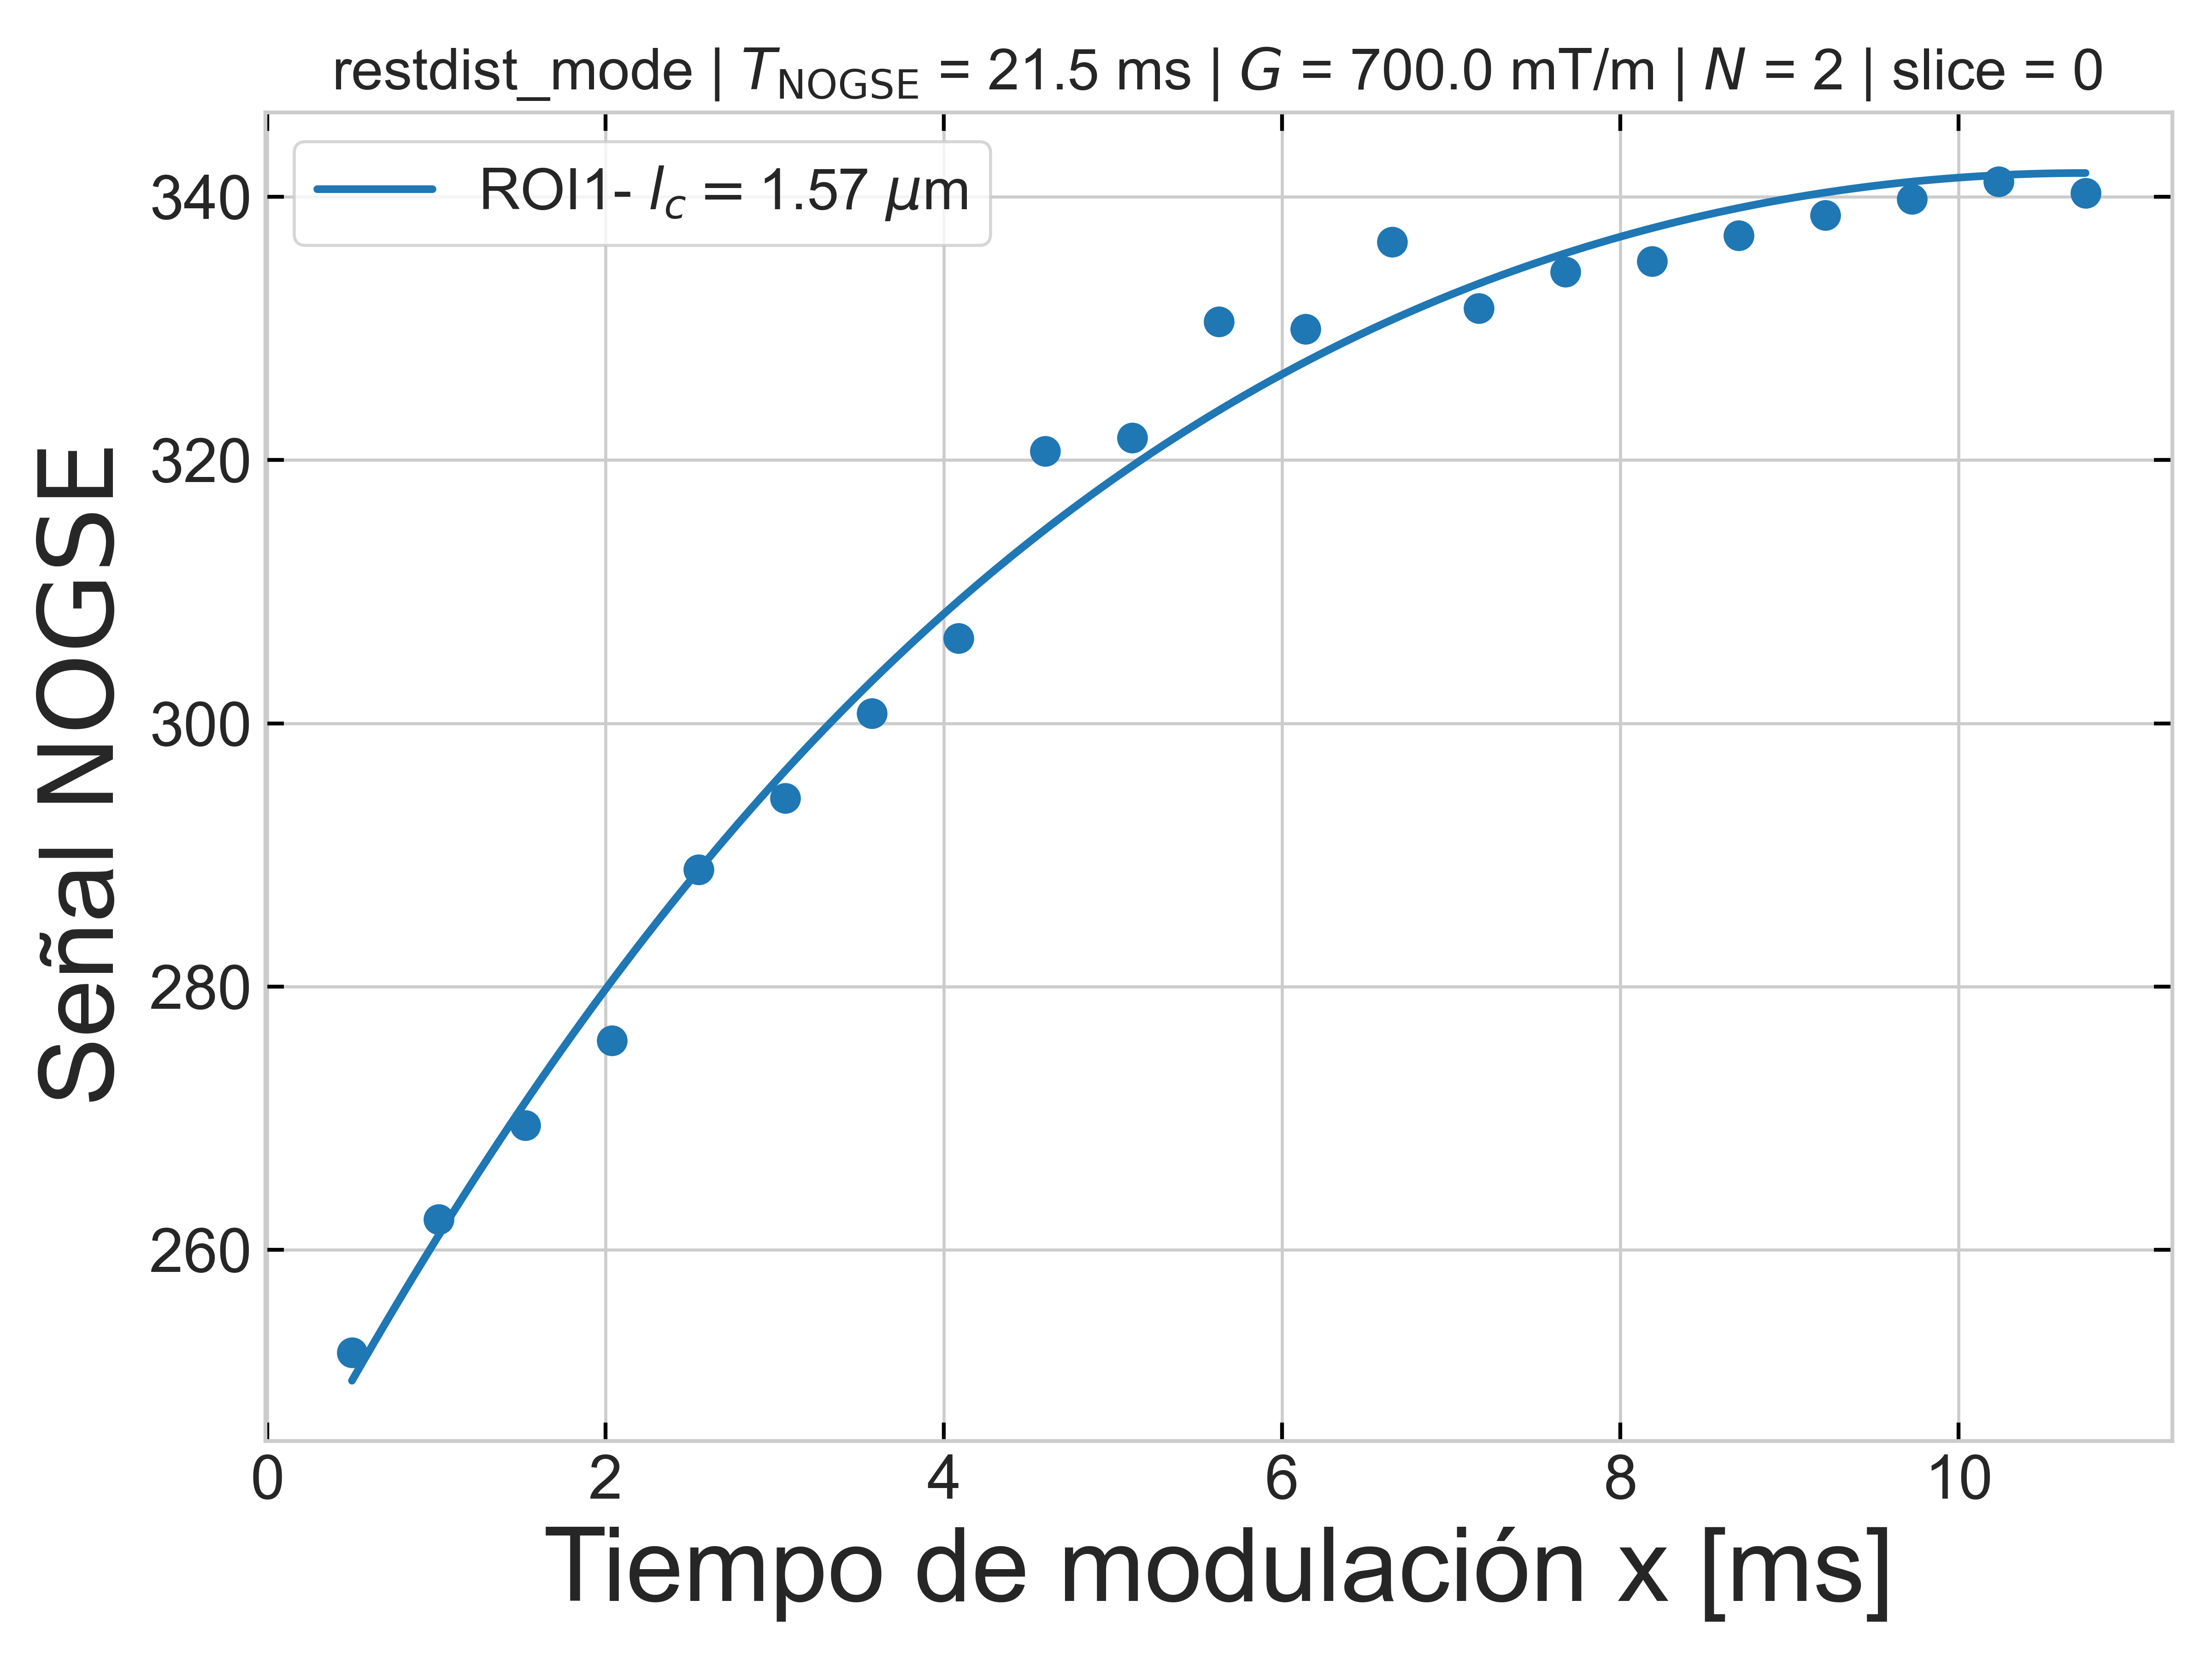 restdist_mode | T_NOGSE = 21.5 ms | G = 700.0 mT/m | N = 2 | slice = 0
ROI1- l_c = 1.57 μm
340
320
300
280
260
Señal NOGSE
0 2 4 6 8 10
Tiempo de modulación x [ms]